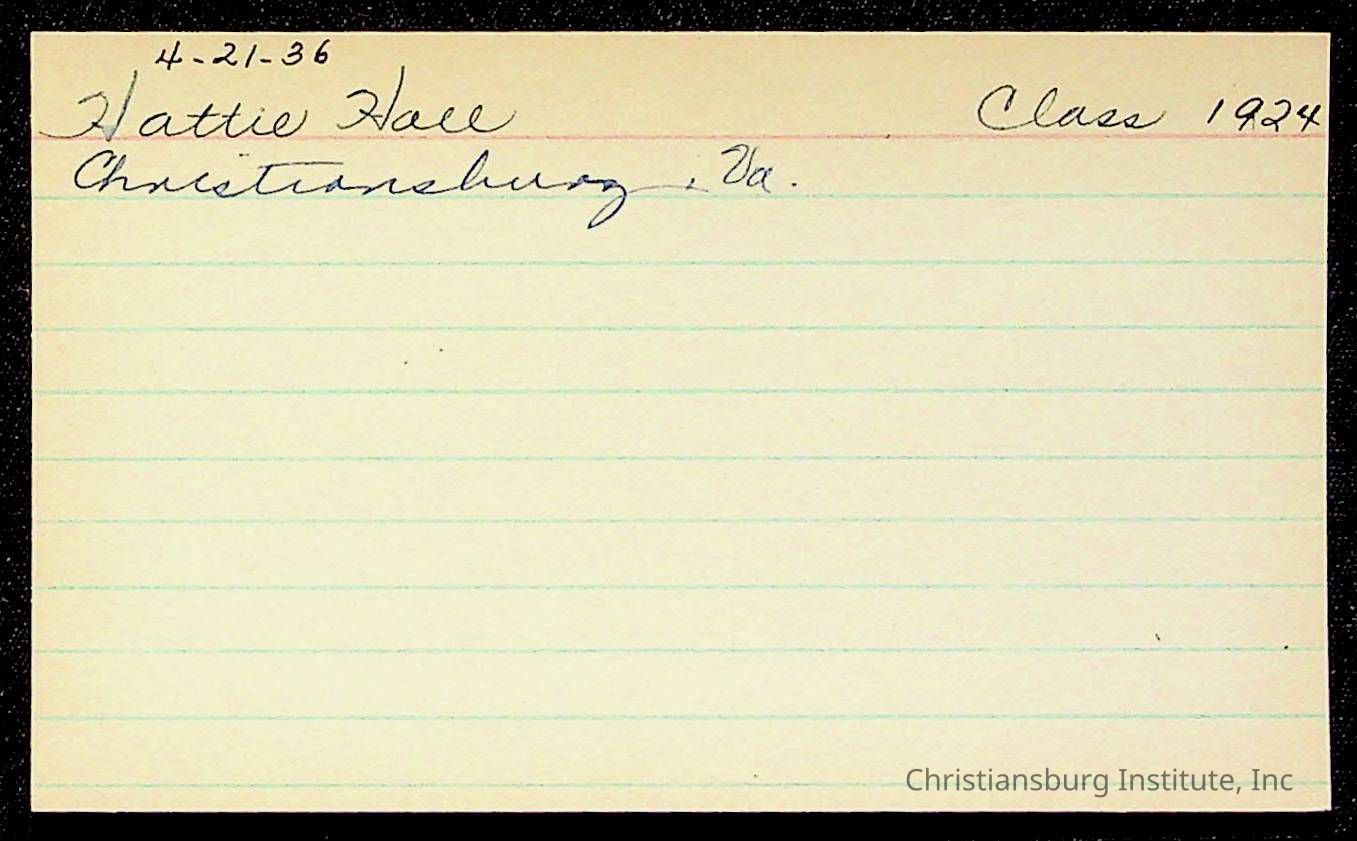 4-21-36
Hattie Hall Class 1924
Christiansburg, Va.
Christiansburg Institute, Inc